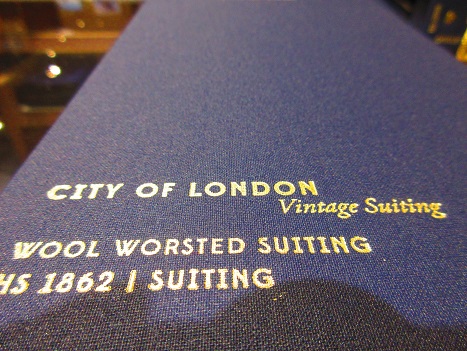 CITY OF LONDON
Vintage Suiting
WOOL WORSTED SUITING
HS 1862 | SUITING